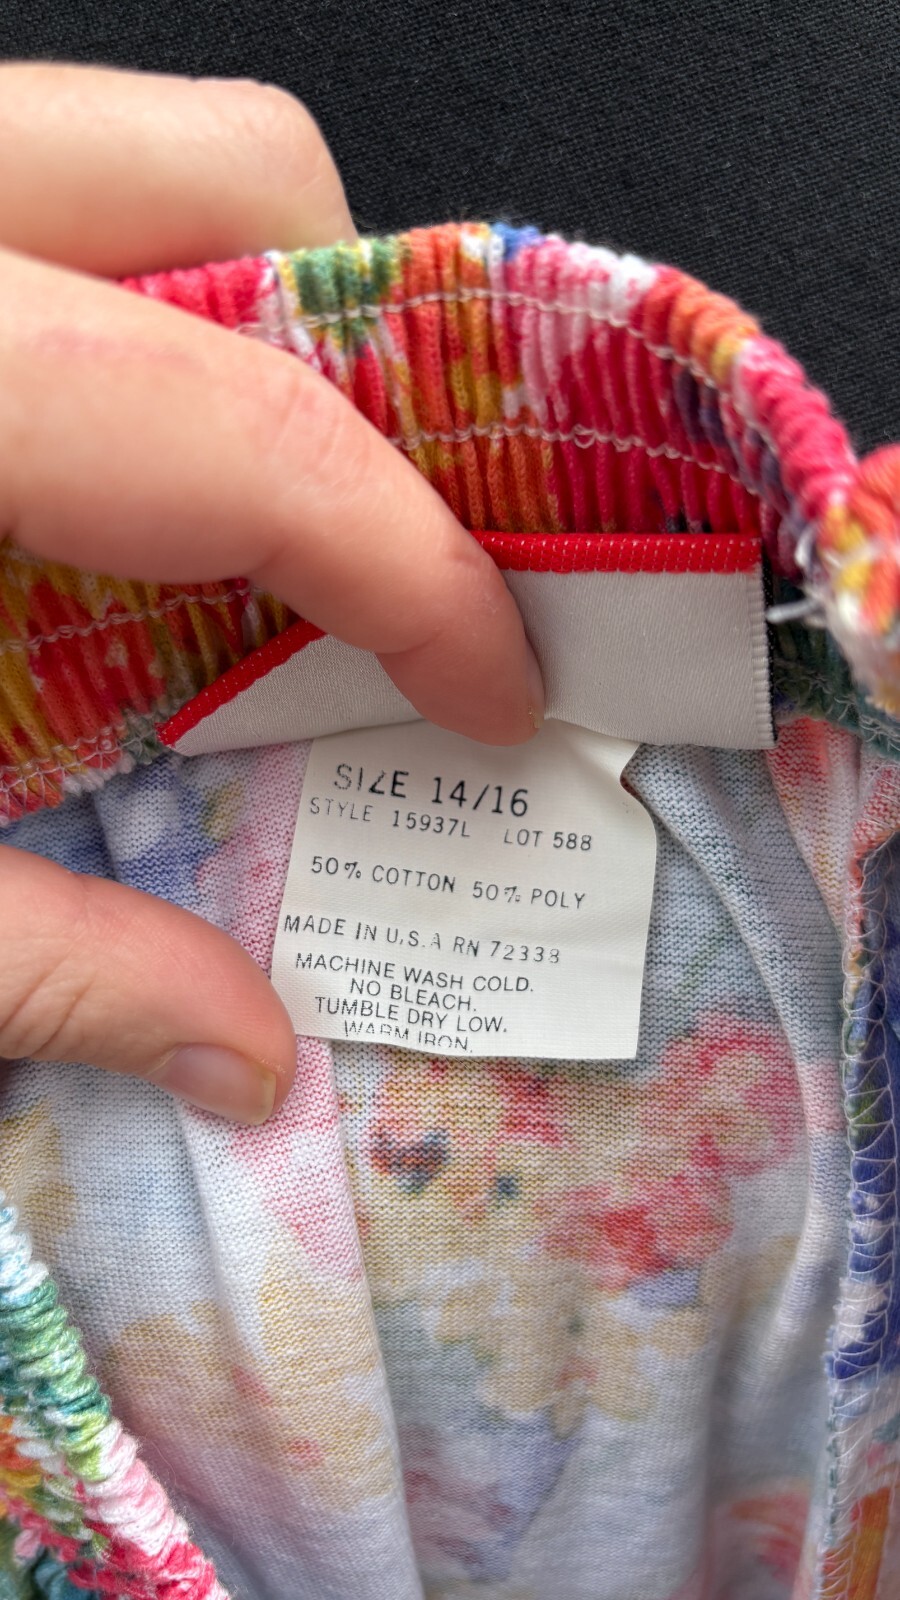 SIZE 14/16
STYLE 15937L LOT 588
50% COTTON 50% POLY
MADE IN U.S.A RN 72338
MACHINE WASH COLD.
NO BLEACH.
TUMBLE DRY LOW.
WARM IRON.